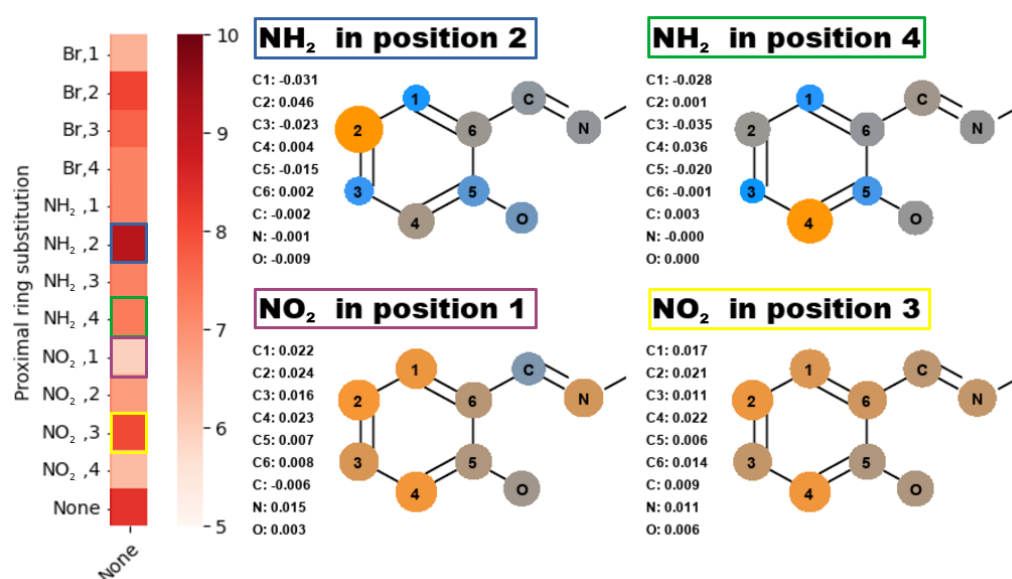 Proximal ring substitution
Br,1
Br,2
Br,3
Br,4
NH₂ ,1
NH₂ ,2
NH₂ ,3
NH₂ ,4
NO₂ ,1
NO₂ ,2
NO₂ ,3
NO₂ ,4
None
None
10
9
8
7
6
5
NH₂ in position 2
C1: -0.031
C2: 0.046
C3: -0.023
C4: 0.004
C5: -0.015
C6: 0.002
C: -0.002
N: -0.001
O: -0.009
1
2
3
4
5
6
C
N
O
NH₂ in position 4
C1: -0.028
C2: 0.001
C3: -0.035
C4: 0.036
C5: -0.020
C6: -0.001
C: 0.003
N: -0.000
O: 0.000
1
2
3
4
5
6
C
N
O
NO₂ in position 1
C1: 0.022
C2: 0.024
C3: 0.016
C4: 0.023
C5: 0.007
C6: 0.008
C: -0.006
N: 0.015
O: 0.003
1
2
3
4
5
6
C
N
O
NO₂ in position 3
C1: 0.017
C2: 0.021
C3: 0.011
C4: 0.022
C5: 0.006
C6: 0.014
C: 0.009
N: 0.011
O: 0.006
1
2
3
4
5
6
C
N
O